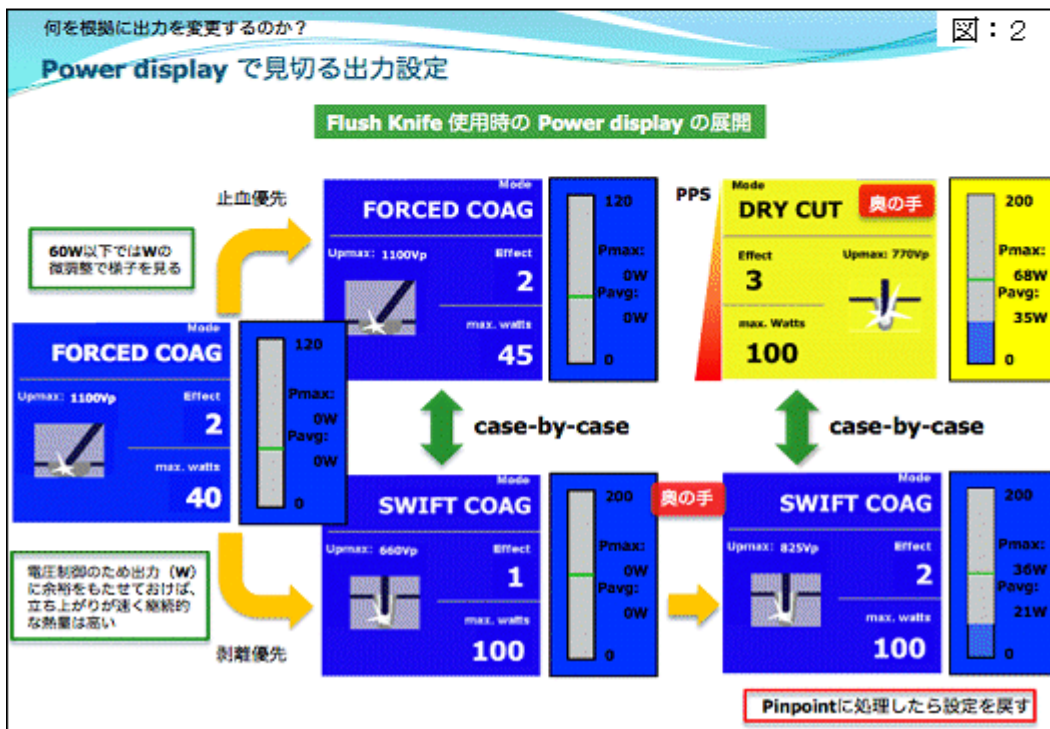 何を根拠に出力を変更するのか？
図：２
Power display で見切る出力設定
Flush Knife 使用時の Power display の展開
止血優先
60W以下ではWの
微調整で様子を見る
Mode
FORCED COAG
Upmax: 1100Vp
Effect
2
max. watts
40
120
Pmax:
0W
Pavg:
0W
0
電圧制御のため出力（W）
に余裕をもたせておけば、
立ち上がりが速く継続的
な熱量は高い
剥離優先
Mode
FORCED COAG
Upmax: 1100Vp
Effect
2
max. watts
45
120
Pmax:
0W
Pavg:
0W
0
case-by-case
Mode
SWIFT COAG
Upmax: 660Vp
Effect
1
max. watts
100
200
Pmax:
0W
Pavg:
0W
0
PPS
Mode
DRY CUT
奥の手
Effect
3
Upmax: 770Vp
max. Watts
100
200
Pmax:
68W
Pavg:
35W
0
case-by-case
奥の手
Mode
SWIFT COAG
Upmax: 825Vp
Effect
2
max. watts
100
200
Pmax:
36W
Pavg:
21W
0
Pinpointに処理したら設定を戻す